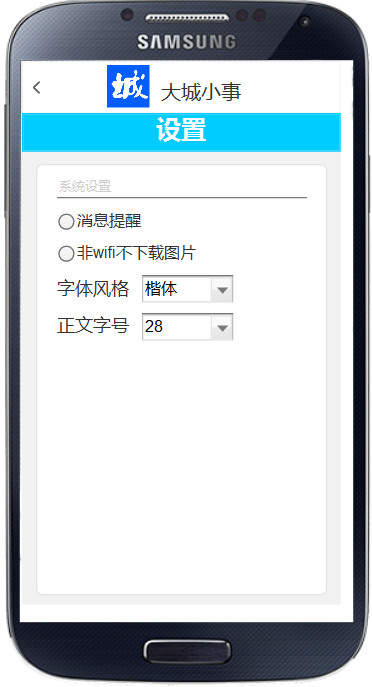 SAMSUNG
城 大城小事
设置
系统设置
消息提醒
非wifi不下载图片
字体风格 楷体
正文字号 28